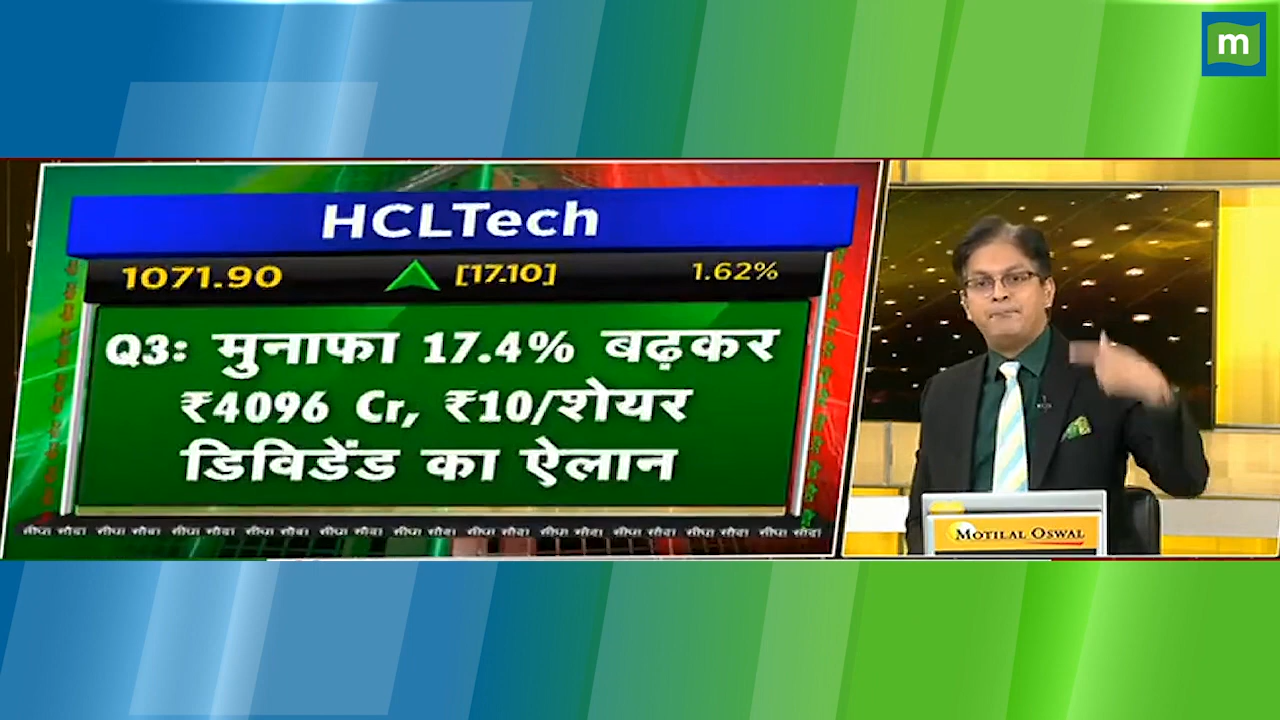 m
HCLTech
1071.90 ▲ [17.10] 1.62%
Q3: मुनाफा 17.4% बढ़कर
₹4096 Cr, ₹10/शेयर
डिविडेंड का ऐलान
सीधा सौदा सीधा सौदा सीधा सौदा सीधा सौदा सीधा सौदा सीधा सौदा सीधा सौदा सीधा सौदा सीधा सौदा सीधा सौदा सीधा सौदा
MOTILAL OSWAL